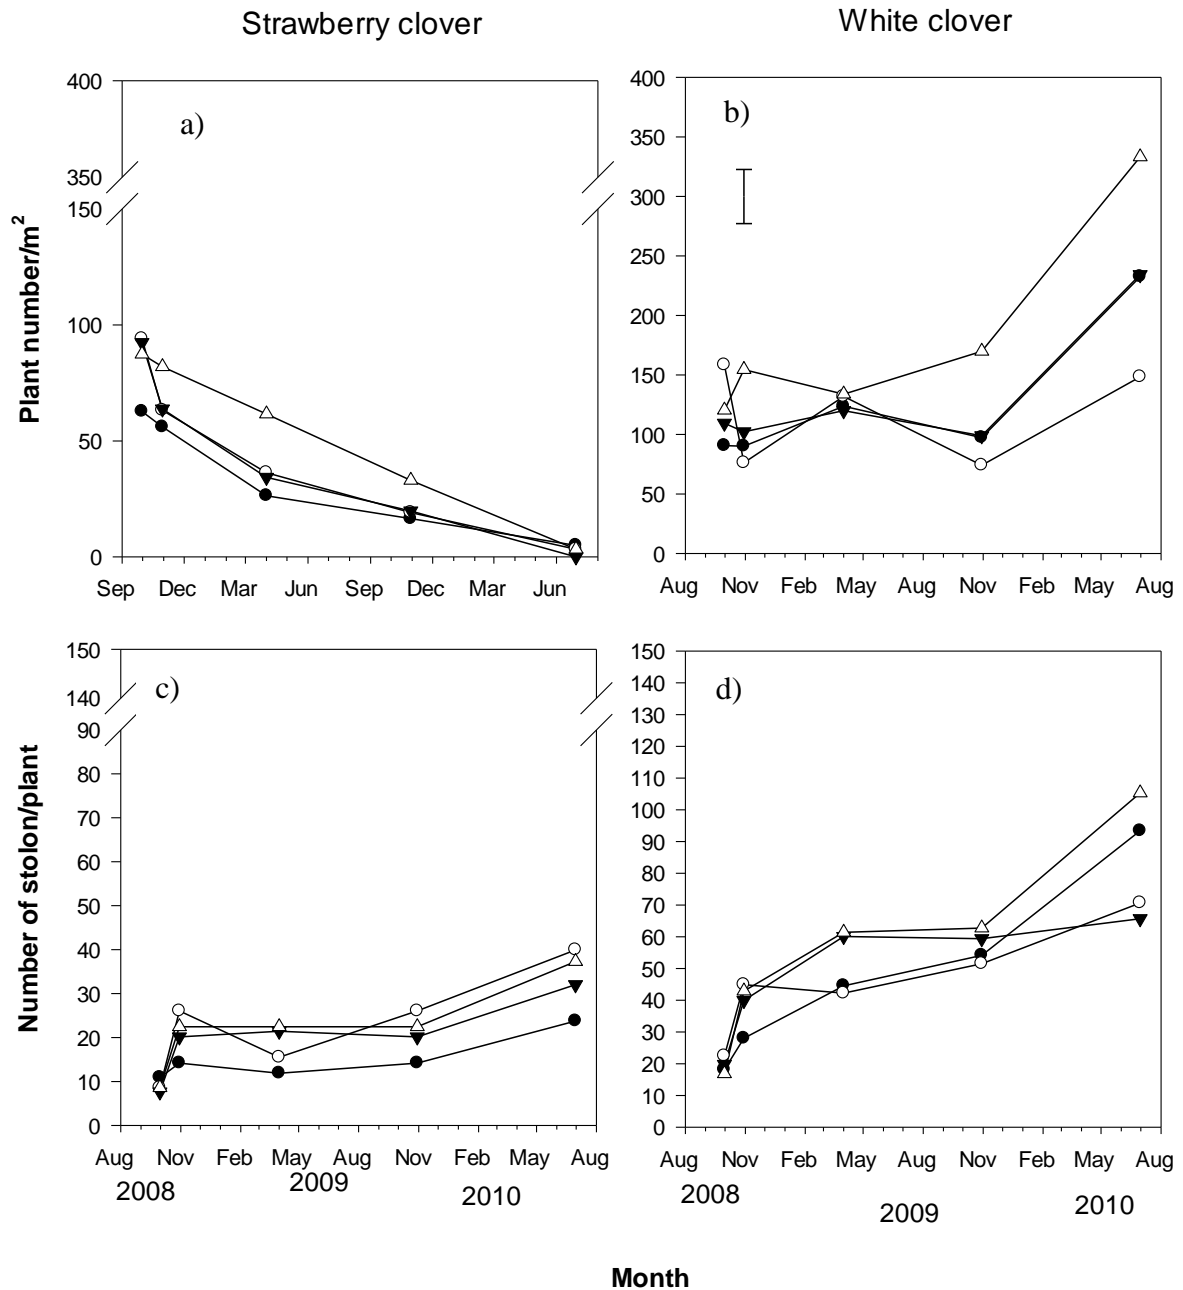 Strawberry clover
White clover
Plant number/m²
400
350
150
100
50
0
a)
Sep Dec Mar Jun Sep Dec Mar Jun
400
350
300
250
200
150
100
50
0
b)
Aug Nov Feb May Aug Nov Feb May Aug
Number of stolon/plant
150
140
90
80
70
60
50
40
30
20
10
0
c)
Aug Nov Feb May Aug Nov Feb May Aug
2008 2009 2010
150
140
130
120
110
100
90
80
70
60
50
40
30
20
10
0
d)
Aug Nov Feb May Aug Nov Feb May Aug
2008 2009 2010
Month